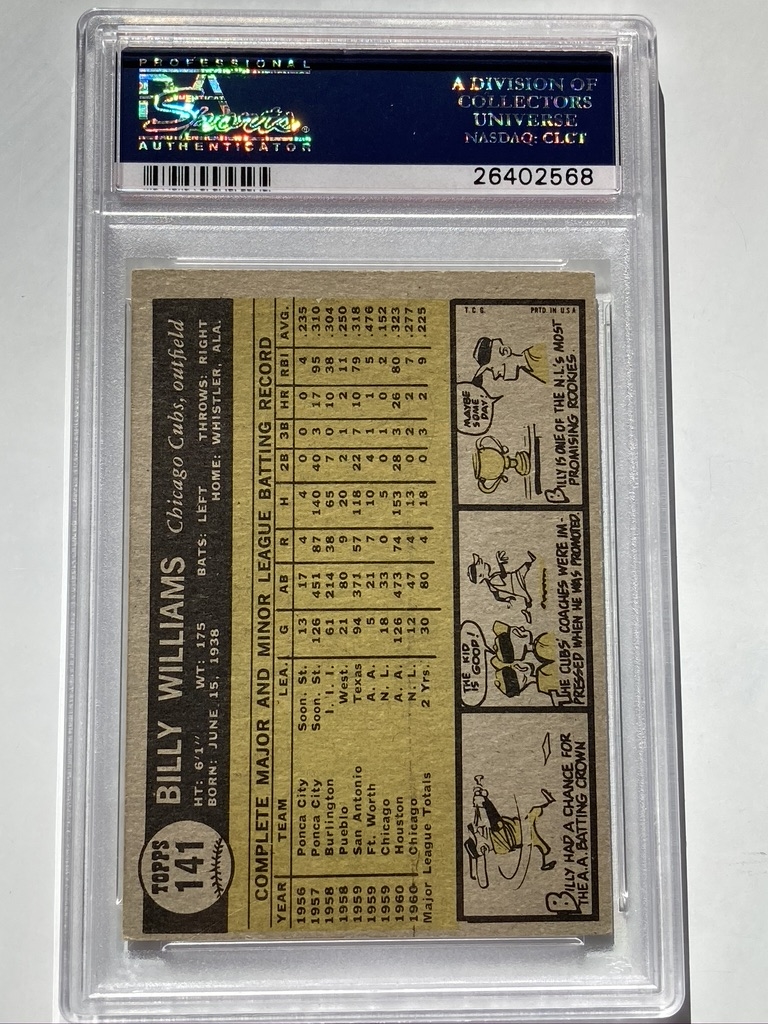 PROFESSIONAL
PSA
Sports
AUTHENTICATOR
A DIVISION OF
COLLECTORS
UNIVERSE
NASDAQ: CLCT
26402568
TOPPS
141
BILLY WILLIAMS Chicago Cubs, outfield
HT: 6'1" WT: 175 BATS: LEFT THROWS: RIGHT
BORN: JUNE 15, 1938 HOME: WHISTLER, ALA.
COMPLETE MAJOR AND MINOR LEAGUE BATTING RECORD
YEAR TEAM LEA. G AB R H 2B 3B HR RBI AVG.
1956 Ponca City Soon. St. 13 17 4 4 0 0 0 4 .235
1957 Ponca City Soon. St. 126 451 87 140 40 3 17 95 .310
1958 Burlington I. I. I. 61 214 38 65 7 0 10 38 .304
1958 Pueblo West. 21 80 9 20 2 1 2 11 .250
1959 San Antonio Texas 94 371 57 118 22 7 10 79 .318
1959 Ft. Worth A. A. 5 21 7 10 4 1 1 5 .476
1959 Chicago N. L. 18 33 0 5 0 1 0 2 .152
1960 Houston A. A. 126 473 74 153 28 3 26 80 .323
1960 Chicago N. L. 12 47 4 13 0 2 2 7 .277
Major League Totals 2 Yrs. 30 80 4 18 0 3 2 9 .225
BILLY HAD A CHANCE FOR
THE A.A. BATTING CROWN
THE KID
IS GOOD!
THE CUBS' COACHES WERE IM-
PRESSED WHEN HE WAS PROMOTED.
T.C.G. PRTD IN U.S.A.
MAYBE
SOME
DAY!
BILLY IS ONE OF THE N.L.'S MOST
PROMISING ROOKIES